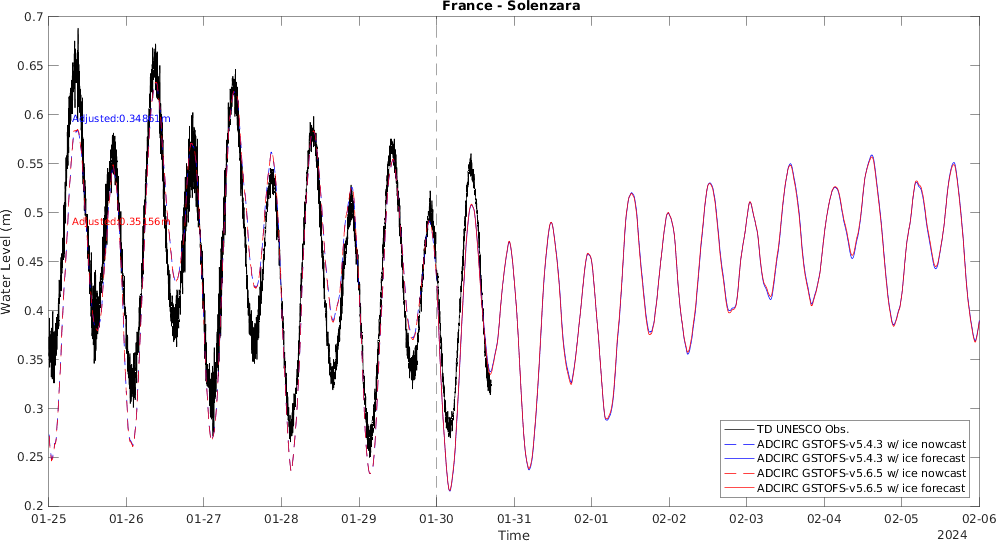 France - Solenzara
Water Level (m)
0.7
0.65
0.6
0.55
0.5
0.45
0.4
0.35
0.3
0.25
0.2
Adjusted:0.34861m
Adjusted:0.35156m
TD UNESCO Obs.
ADCIRC GSTOFS-v5.4.3 w/ ice nowcast
ADCIRC GSTOFS-v5.4.3 w/ ice forecast
ADCIRC GSTOFS-v5.6.5 w/ ice nowcast
ADCIRC GSTOFS-v5.6.5 w/ ice forecast
01-25 01-26 01-27 01-28 01-29 01-30 01-31 02-01 02-02 02-03 02-04 02-05 02-06
Time
2024